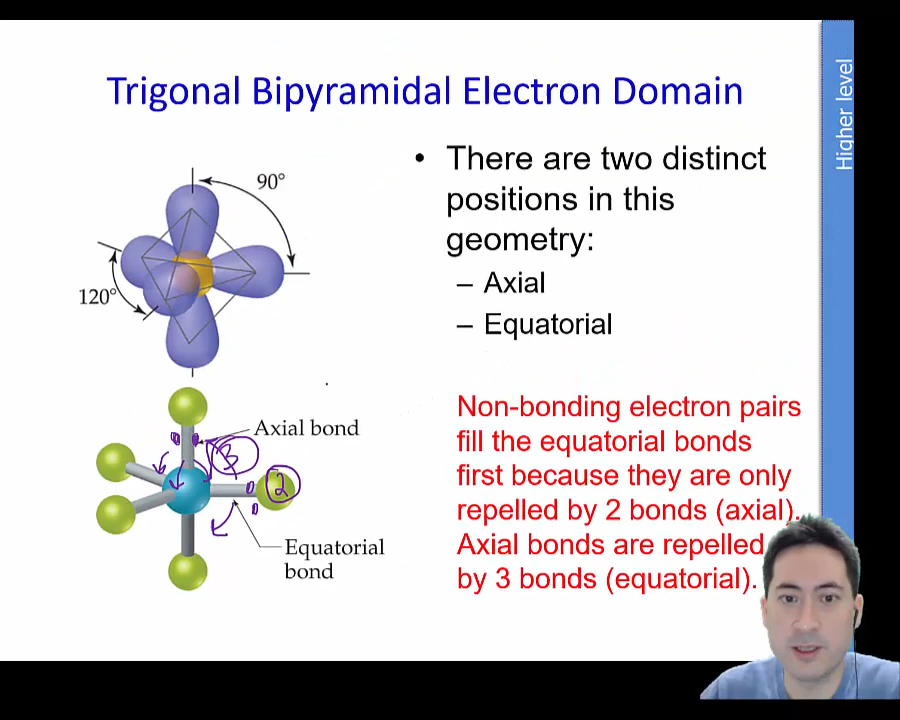 Trigonal Bipyramidal Electron Domain
Higher level
90°
120°
• There are two distinct
positions in this
geometry:
– Axial
– Equatorial
Axial bond
3
2
Equatorial
bond
Non-bonding electron pairs
fill the equatorial bonds
first because they are only
repelled by 2 bonds (axial).
Axial bonds are repelled
by 3 bonds (equatorial).